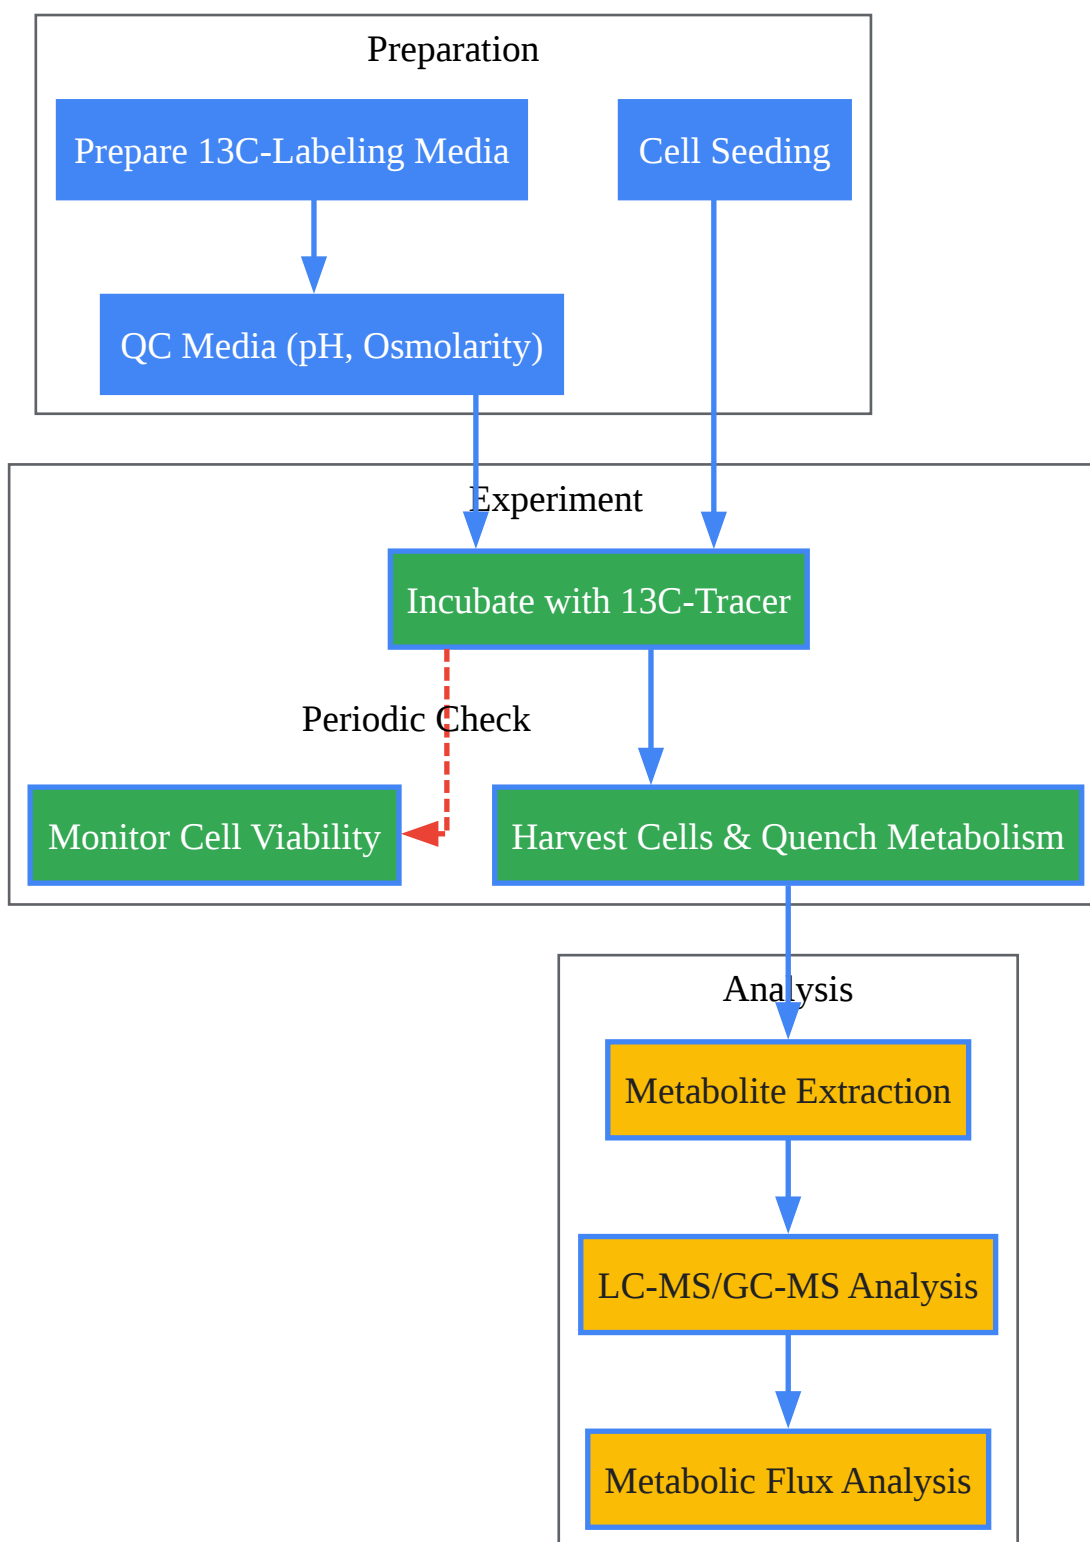 Preparation
Prepare 13C-Labeling Media
Cell Seeding
QC Media (pH, Osmolarity)
Experiment
Incubate with 13C-Tracer
Periodic Check
Monitor Cell Viability
Harvest Cells & Quench Metabolism
Analysis
Metabolite Extraction
LC-MS/GC-MS Analysis
Metabolic Flux Analysis